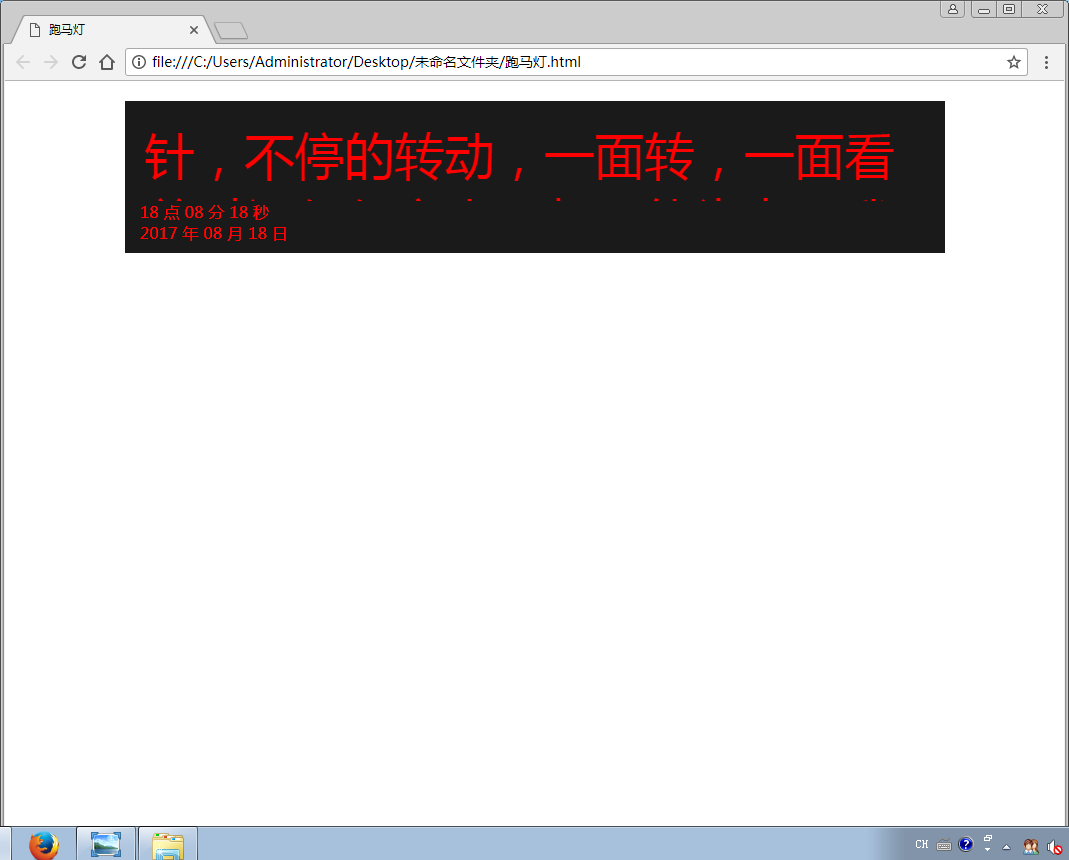 跑马灯
file:///C:/Users/Administrator/Desktop/未命名文件夹/跑马灯.html
针，不停的转动，一面转，一面看
18 点 08 分 18 秒
2017 年 08 月 18 日
CH